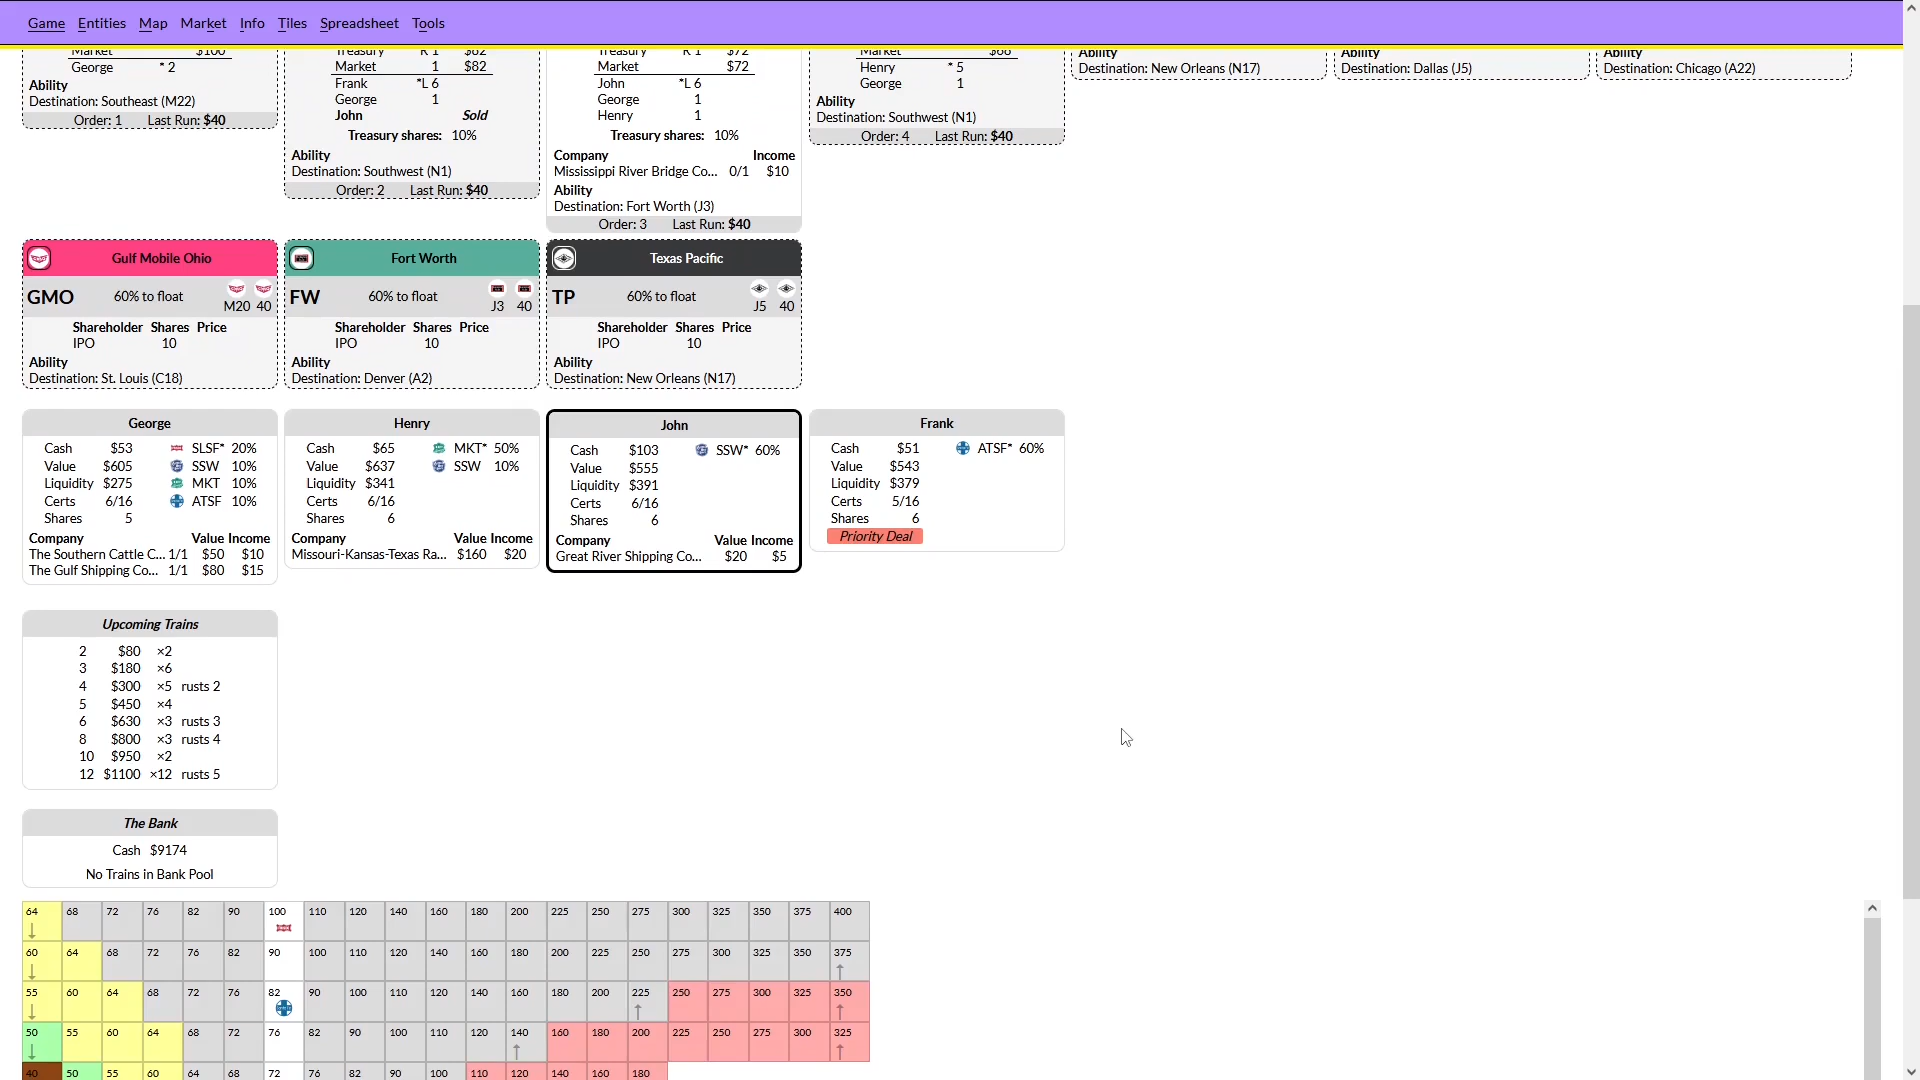 Game Entities Map Market Info Tiles Spreadsheet Tools
Market $100
George * 2
Ability
Destination: Southeast (M22)
Order: 1 Last Run: $40
Treasury R 1 $82
Market 1 $82
Frank *L 6
George 1
John Sold
Treasury shares: 10%
Ability
Destination: Southwest (N1)
Order: 2 Last Run: $40
Treasury R 1 $72
Market $72
John *L 6
George 1
Henry 1
Treasury shares: 10%
Company Income
Mississippi River Bridge Co... 0/1 $10
Ability
Destination: Fort Worth (J3)
Order: 3 Last Run: $40
Market $68
Henry * 5
George 1
Ability
Destination: Southwest (N1)
Order: 4 Last Run: $40
Ability
Destination: New Orleans (N17)
Ability
Destination: Dallas (J5)
Ability
Destination: Chicago (A22)
Gulf Mobile Ohio
GMO 60% to float M20 40
Shareholder Shares Price
IPO 10
Ability
Destination: St. Louis (C18)
Fort Worth
FW 60% to float J3 40
Shareholder Shares Price
IPO 10
Ability
Destination: Denver (A2)
Texas Pacific
TP 60% to float J5 40
Shareholder Shares Price
IPO 10
Ability
Destination: New Orleans (N17)
George
Cash $53 SLSF* 20%
Value $605 SSW 10%
Liquidity $275 MKT 10%
Certs 6/16 ATSF 10%
Shares 5
Company Value Income
The Southern Cattle C... 1/1 $50 $10
The Gulf Shipping Co... 1/1 $80 $15
Henry
Cash $65 MKT* 50%
Value $637 SSW 10%
Liquidity $341
Certs 6/16
Shares 6
Company Value Income
Missouri-Kansas-Texas Ra... $160 $20
John
Cash $103 SSW* 60%
Value $555
Liquidity $391
Certs 6/16
Shares 6
Company Value Income
Great River Shipping Co... $20 $5
Frank
Cash $51 ATSF* 60%
Value $543
Liquidity $379
Certs 5/16
Shares 6
Priority Deal
Upcoming Trains
2 $80 ×2
3 $180 ×6
4 $300 ×5 rusts 2
5 $450 ×4
6 $630 ×3 rusts 3
8 $800 ×3 rusts 4
10 $950 ×2
12 $1100 ×12 rusts 5
The Bank
Cash $9174
No Trains in Bank Pool
64 68 72 76 82 90 100 110 120 140 160 180 200 225 250 275 300 325 350 375 400
↓
60 64 68 72 76 82 90 100 110 120 140 160 180 200 225 250 275 300 325 350 375
↓ ↑
55 60 64 68 72 76 82 90 100 110 120 140 160 180 200 225 250 275 300 325 350
↓ ↑ ↑
50 55 60 64 68 72 76 82 90 100 110 120 140 160 180 200 225 250 275 300 325
↓ ↑ ↑
40 50 55 60 64 68 72 76 82 90 100 110 120 140 160 180